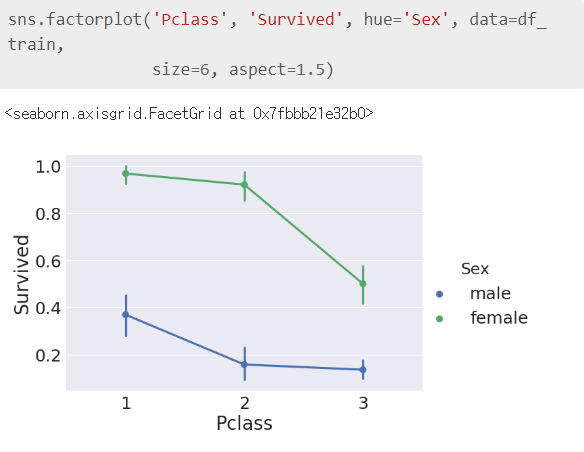 sns.factorplot('Pclass', 'Survived', hue='Sex', data=df_
train,
size=6, aspect=1.5)
<seaborn.axisgrid.FacetGrid at 0x7fbbb21e32b0>
1.0
0.8
0.6
0.4
0.2
Survived
1 2 3
Pclass
Sex
male
female